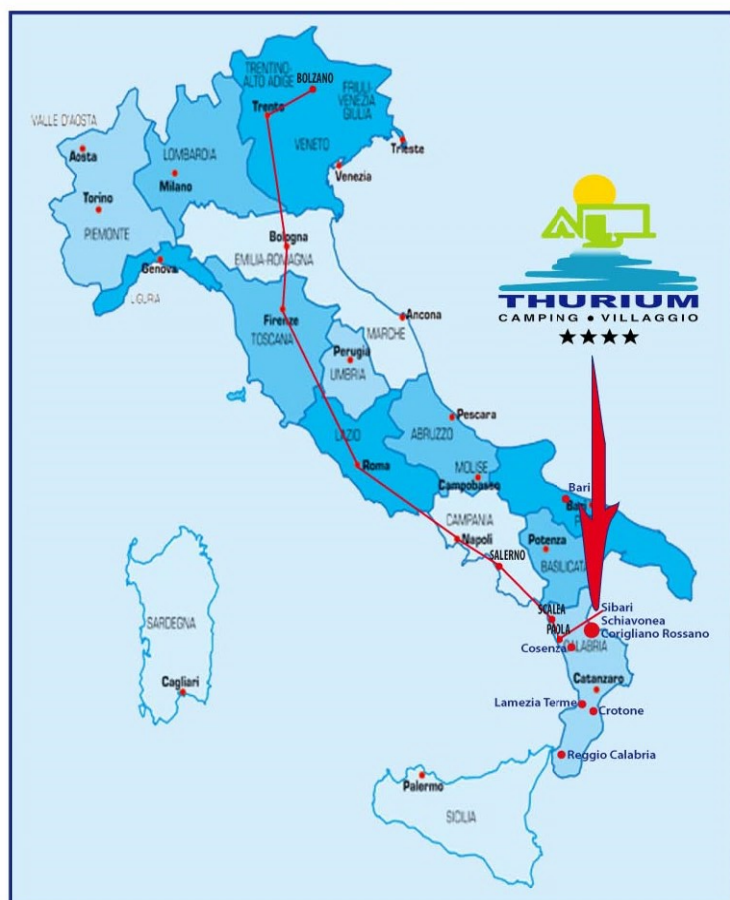 TRENTINO-
ALTO ADIGE
BOLZANO
FRIULI-
VENEZIA
GIULIA
Trento
VALLE D'AOSTA
Aosta
LOMBARDIA
VENETO
Trieste
Venezia
Milano
Torino
PIEMONTE
Bologna
EMILIA-ROMAGNA
Genova
Firenze
TOSCANA
Ancona
MARCHE
Perugia
UMBRIA
THURIUM
CAMPING • VILLAGGIO
★★★★
Pescara
LAZIO
ABRUZZO
Roma
MOLISE
Campobasso
Bari
CAMPANIA
Napoli
SALERNO
Potenza
BASILICATA
SCALEA
PAOLA
Sibari
Schiavonea
Corigliano Rossano
Cosenza
CALABRIA
SARDEGNA
Cagliari
Catanzaro
Lamezia Terme
Crotone
Reggio Calabria
Palermo
SICILIA